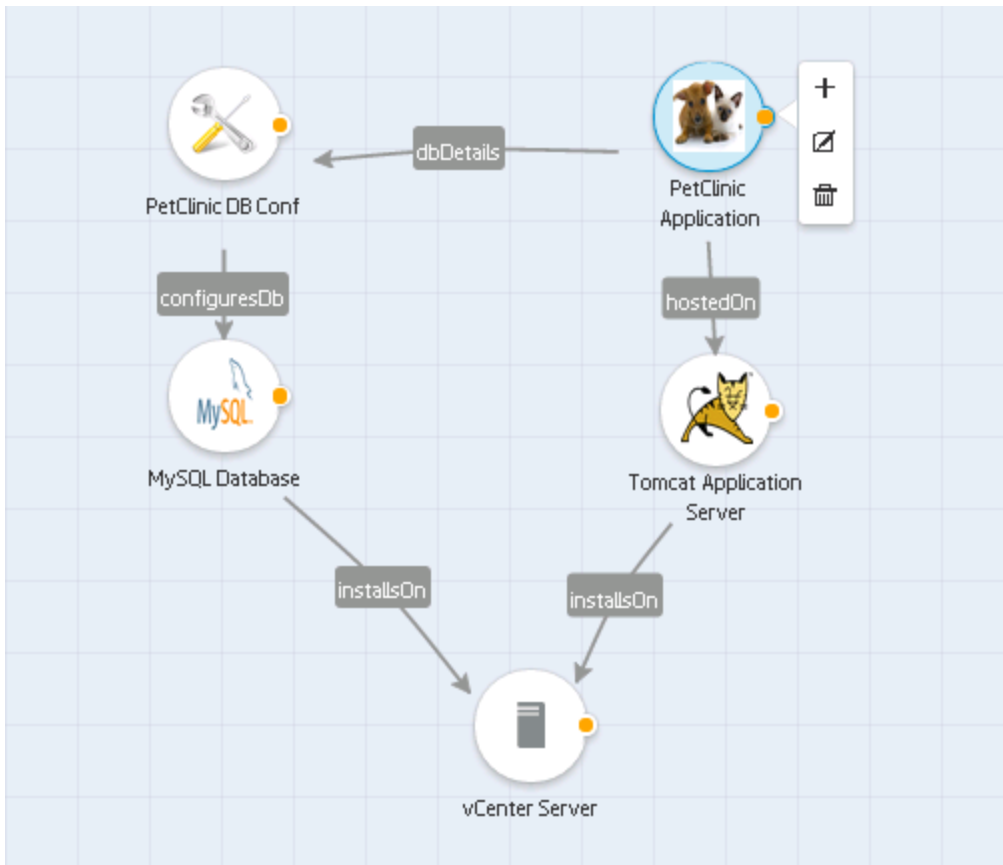 dbDetails
PetClinic
Application
PetClinic DB Conf
configuresDb
hostedOn
MySQL.
MySQL Database
Tomcat Application
Server
installsOn
installsOn
vCenter Server